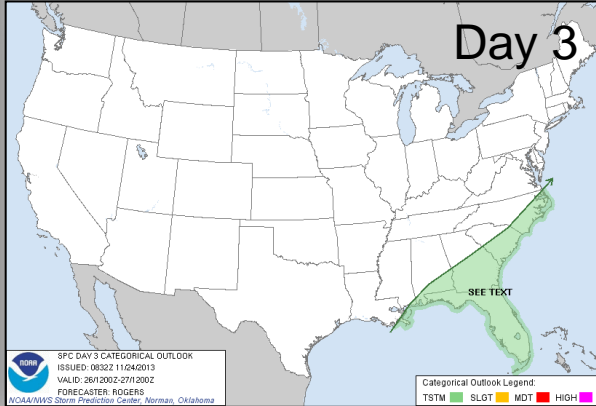 Day 3
SEE TEXT
NOAA
SPC DAY 3 CATEGORICAL OUTLOOK
ISSUED: 0832Z 11/24/2013
VALID: 26/1200Z-27/1200Z
FORECASTER: ROGERS
NOAA/NWS Storm Prediction Center, Norman, Oklahoma
Categorical Outlook Legend:
TSTM SLGT MDT HIGH